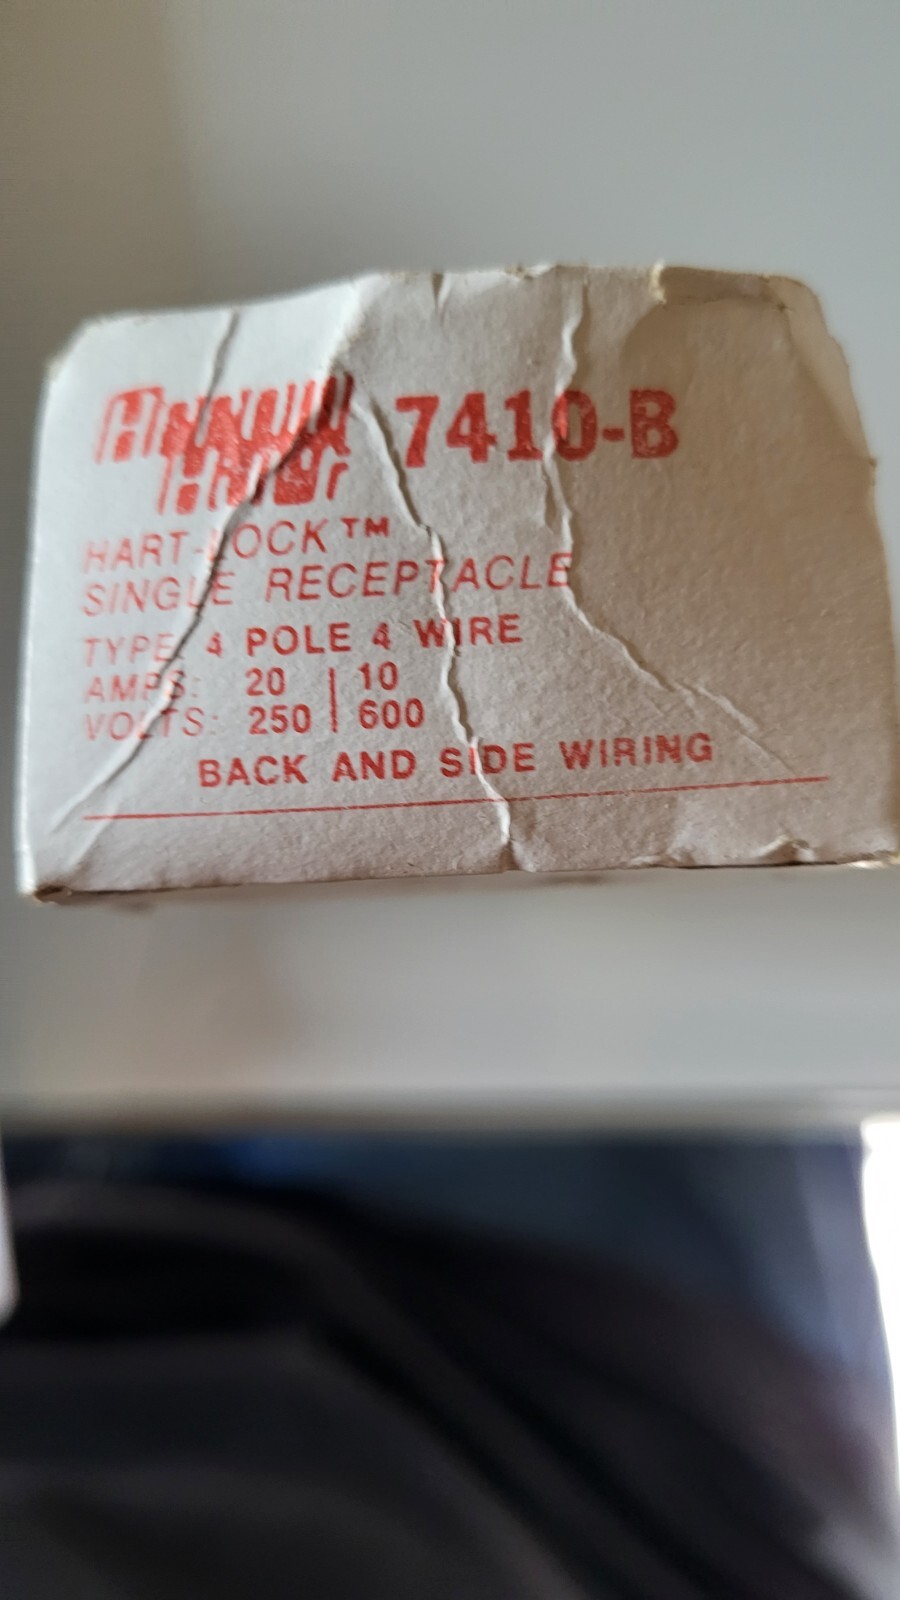 7410-B
HART-LOCK™
SINGLE RECEPTACLE
TYPE 4 POLE 4 WIRE
AMPS: 20 | 10
VOLTS: 250 | 600
BACK AND SIDE WIRING